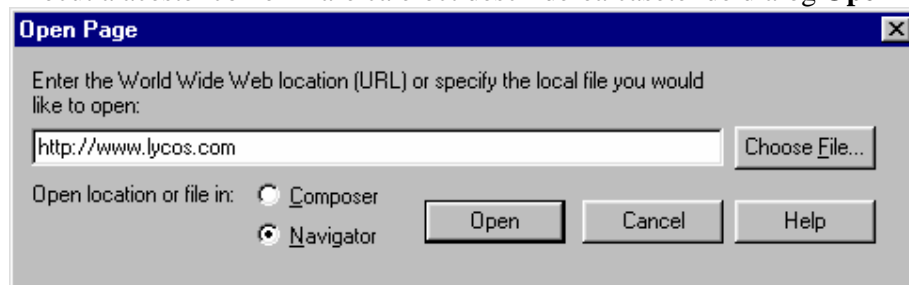 Open Page
Enter the World Wide Web location (URL) or specify the local file you would
like to open:
http://www.lycos.com
Choose File...
Open location or file in:
Composer
Navigator
Open
Cancel
Help